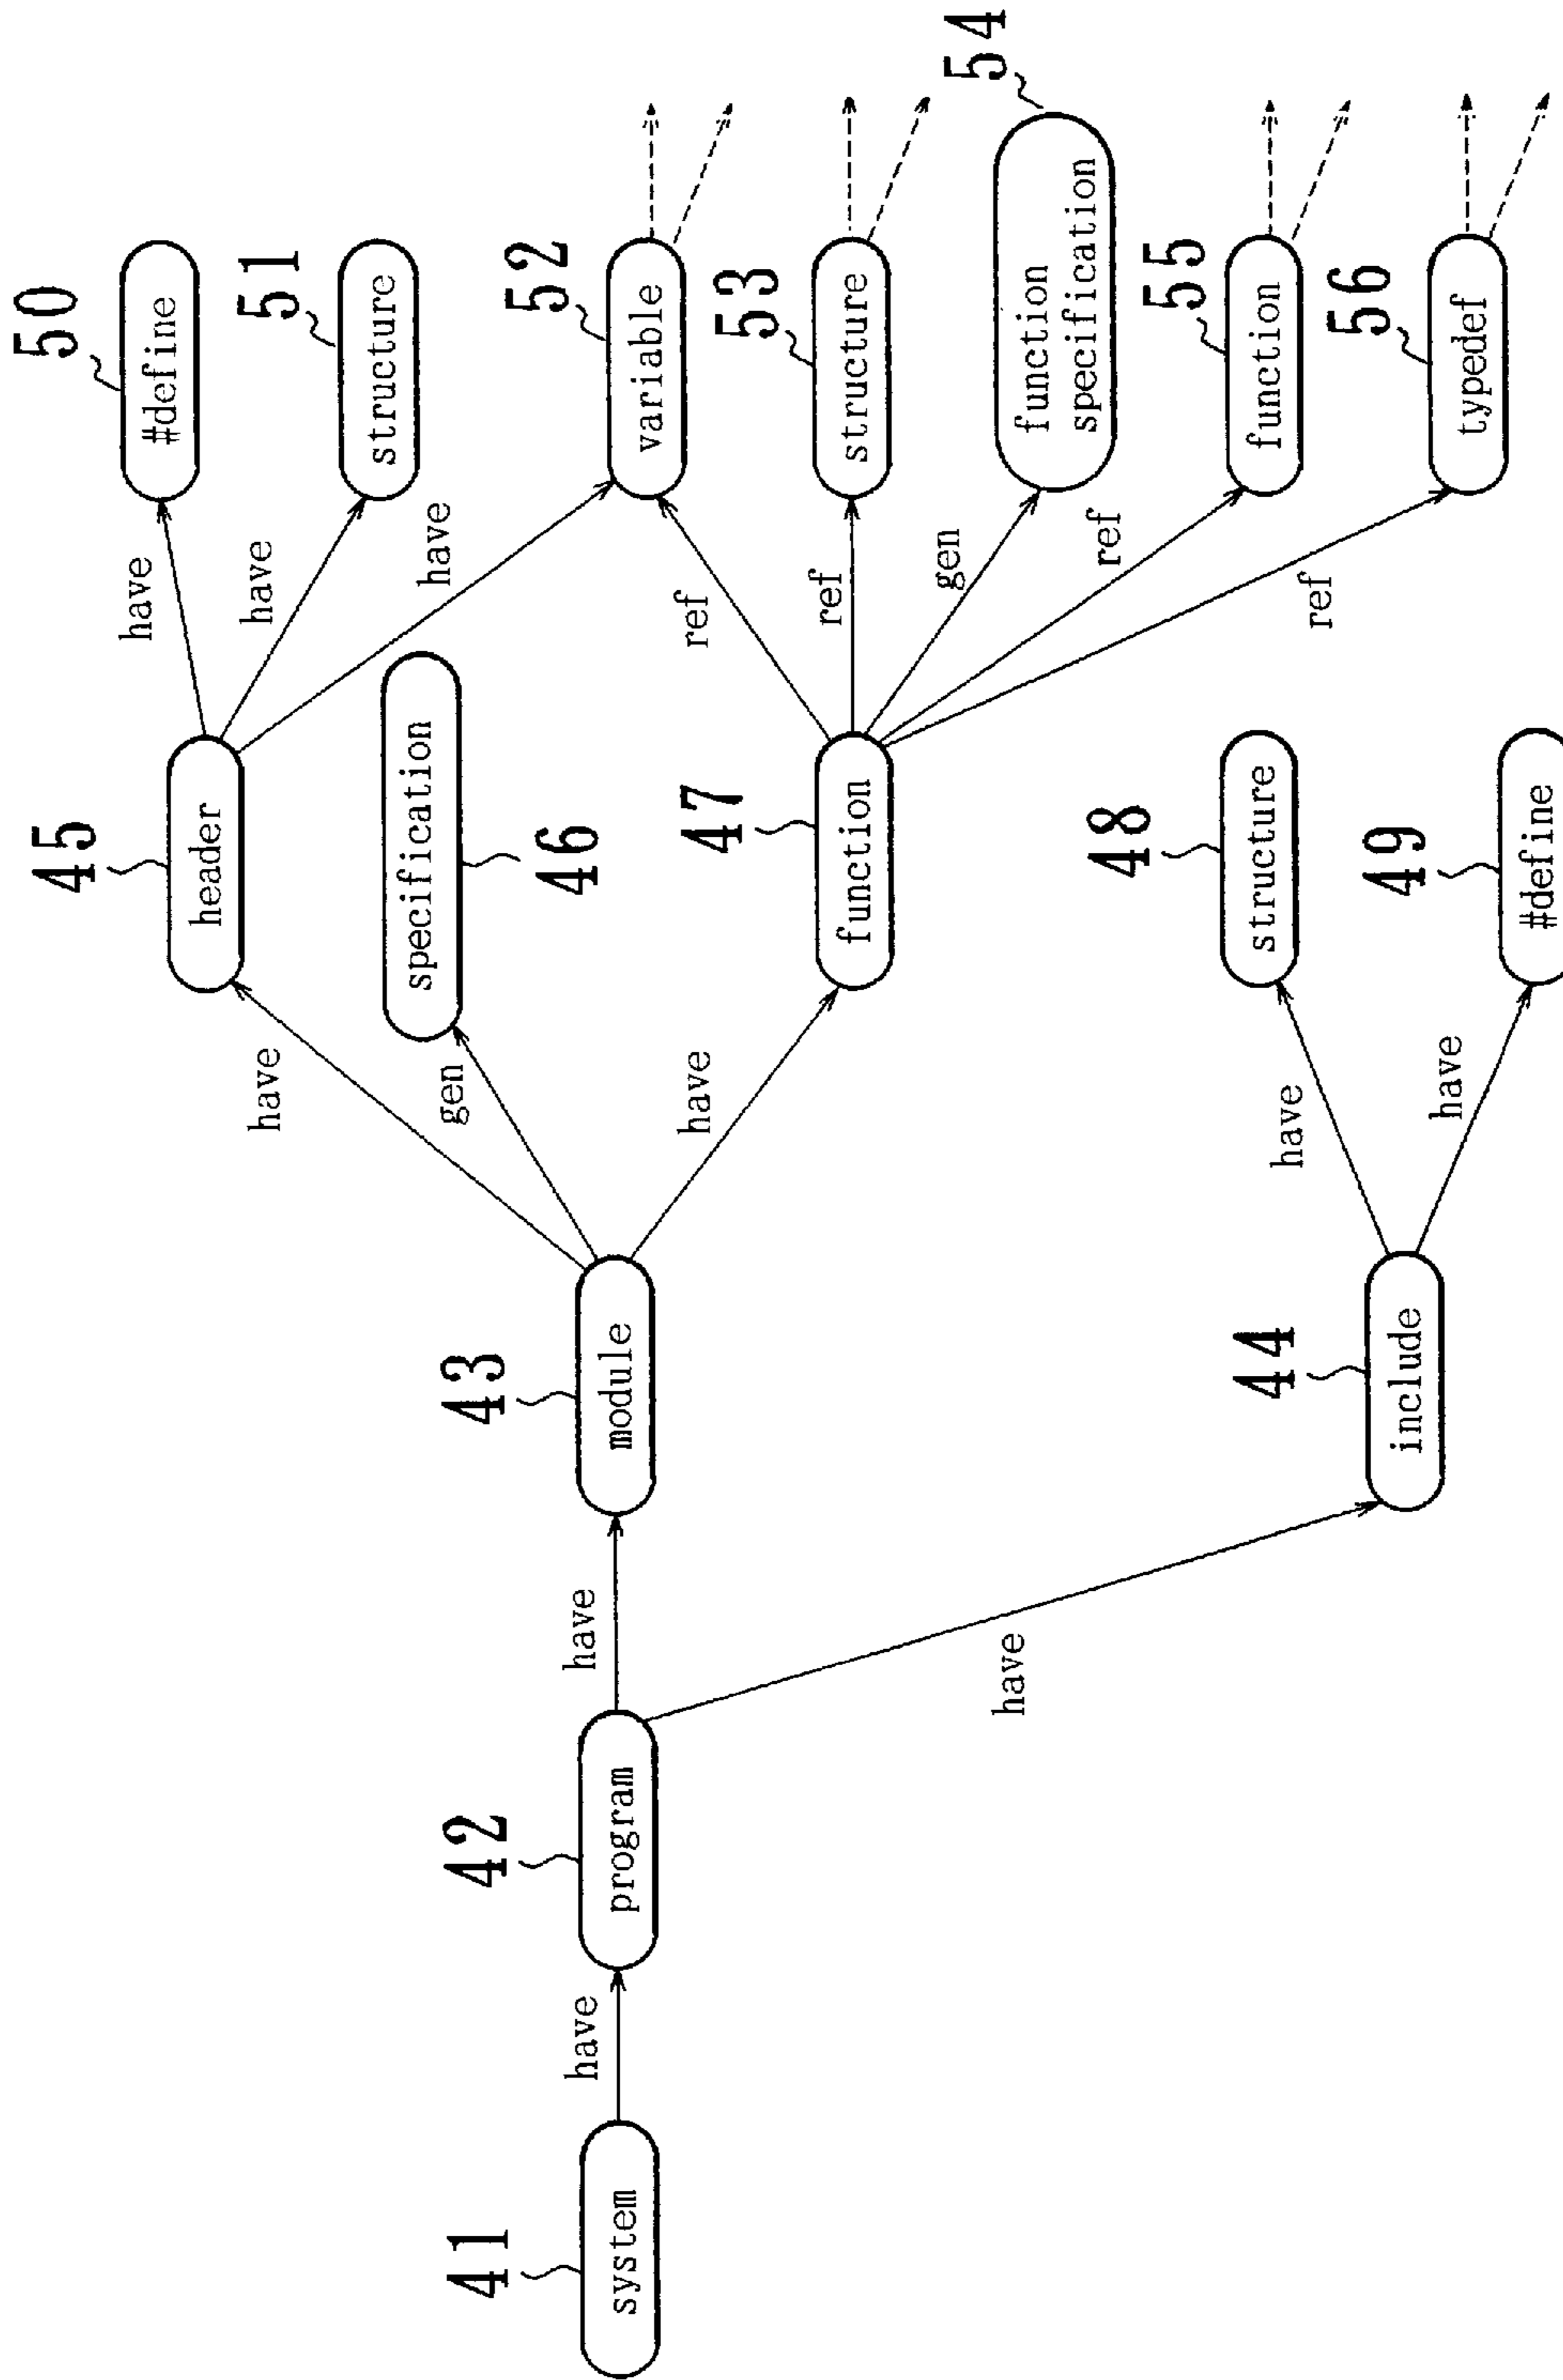 41
system
have
42
program
have
have
43
module
have
gen
have
44
include
have
have
45
header
have
have
have
specification
46
47
function
ref
ref
gen
ref
ref
48
structure
49
#define
50
#define
51
structure
52
variable
53
structure
54
function
specification
55
function
56
typedef